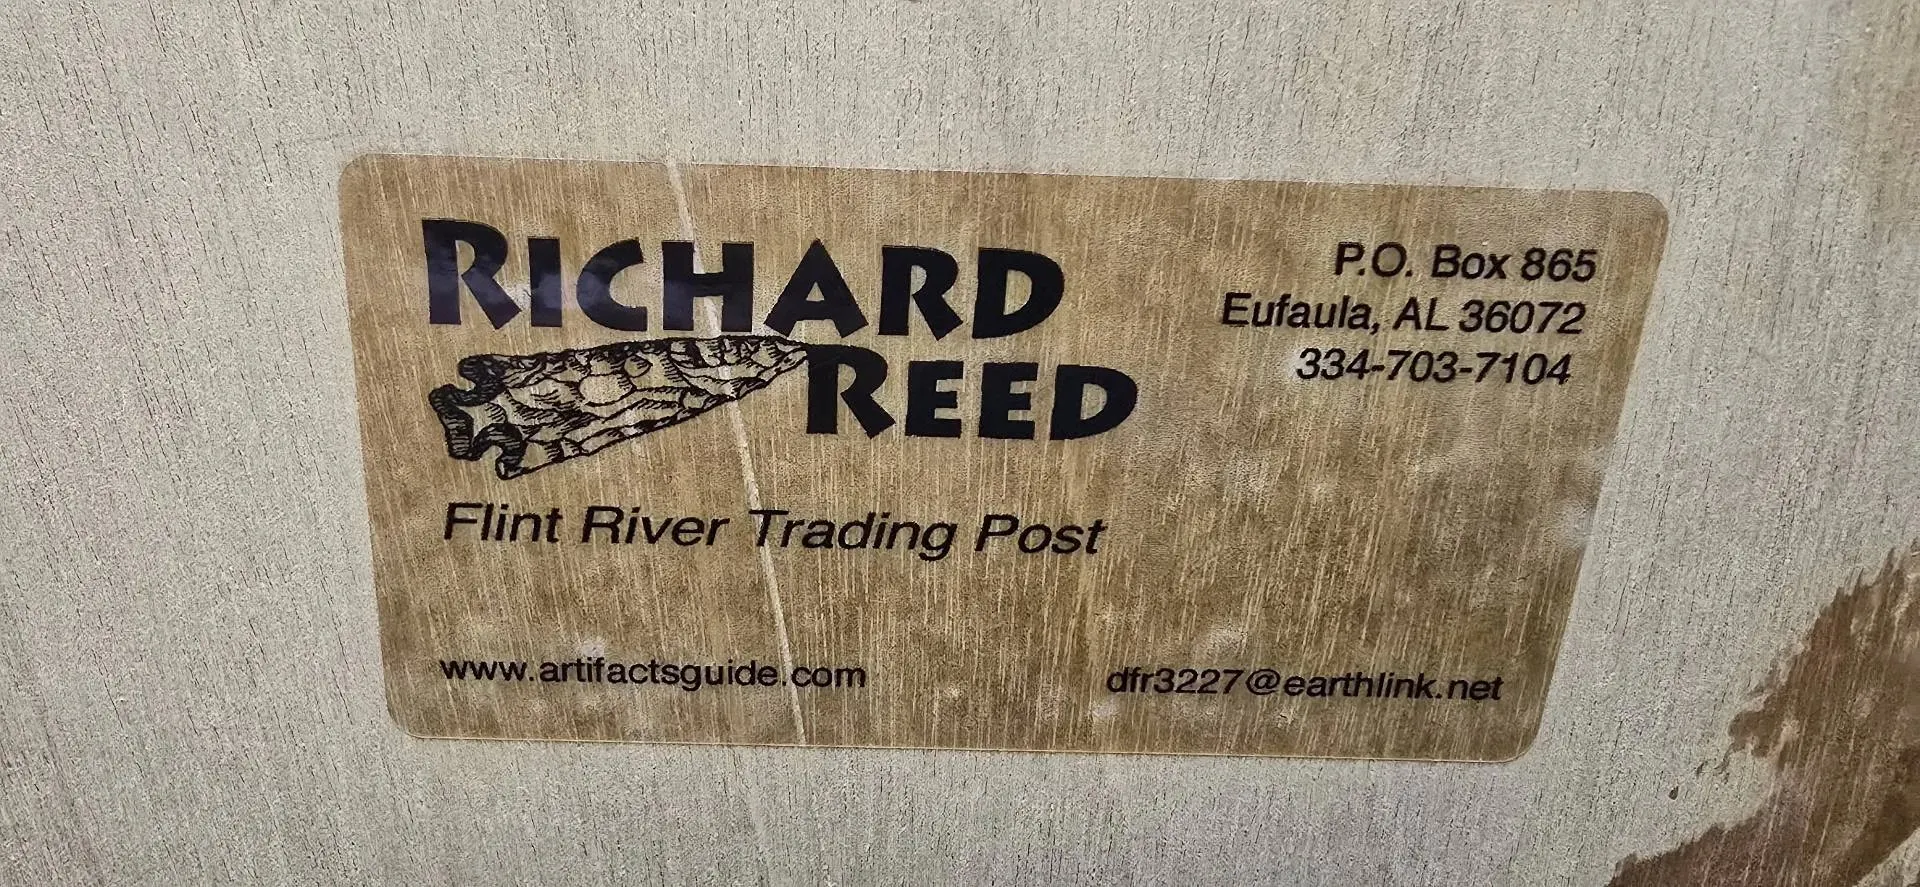 RICHARD
REED
P.O. Box 865
Eufaula, AL 36072
334-703-7104
Flint River Trading Post
www.artifactsguide.com
dfr3227@earthlink.net